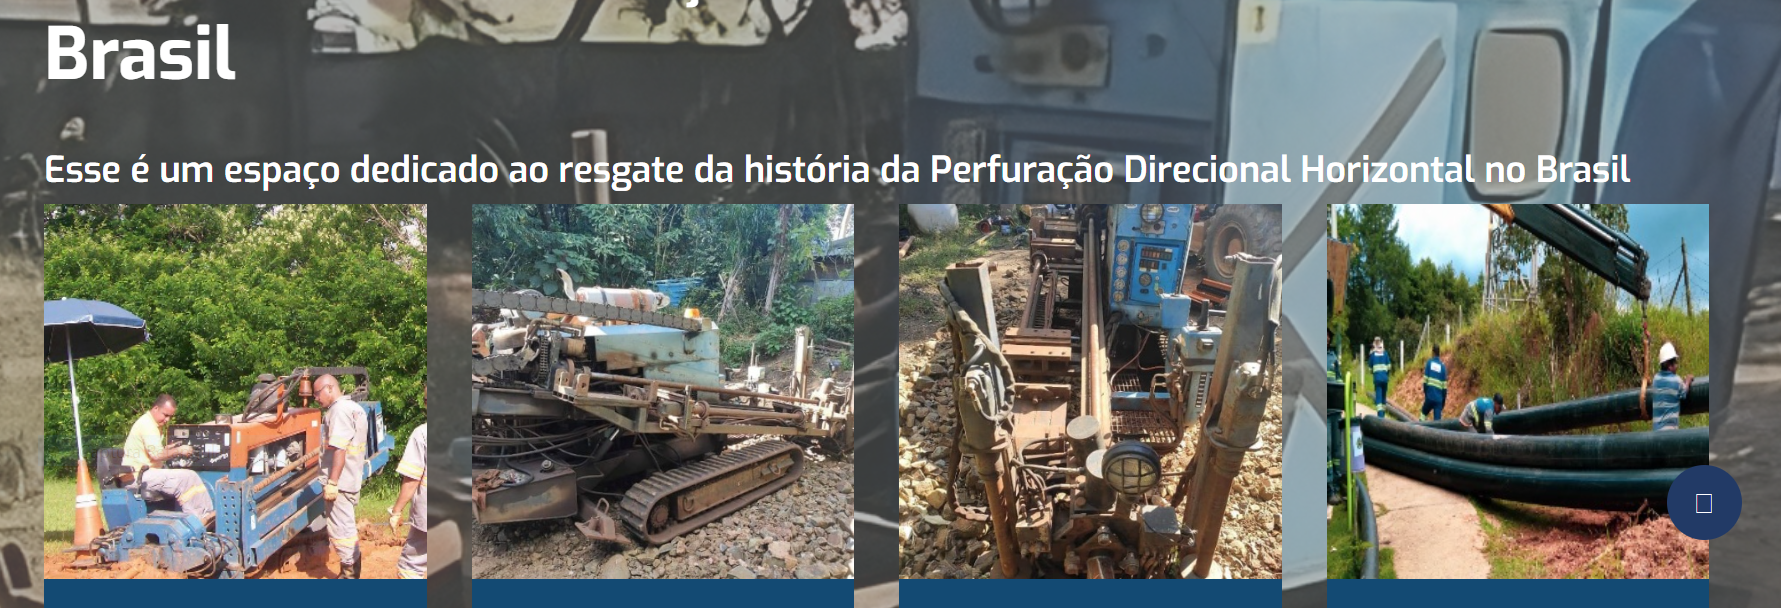 Brasil
Esse é um espaço dedicado ao resgate da história da Perfuração Direcional Horizontal no Brasil